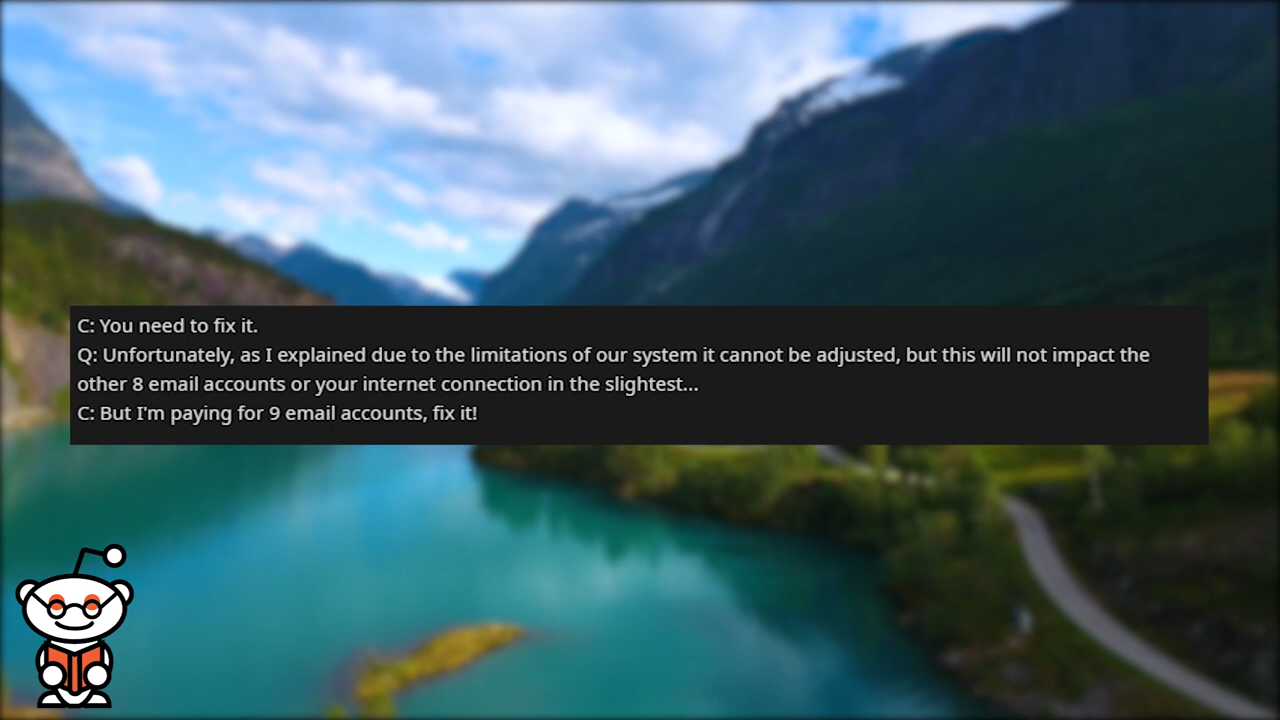 C: You need to fix it.
Q: Unfortunately, as I explained due to the limitations of our system it cannot be adjusted, but this will not impact the
other 8 email accounts or your internet connection in the slightest...
C: But I'm paying for 9 email accounts, fix it!